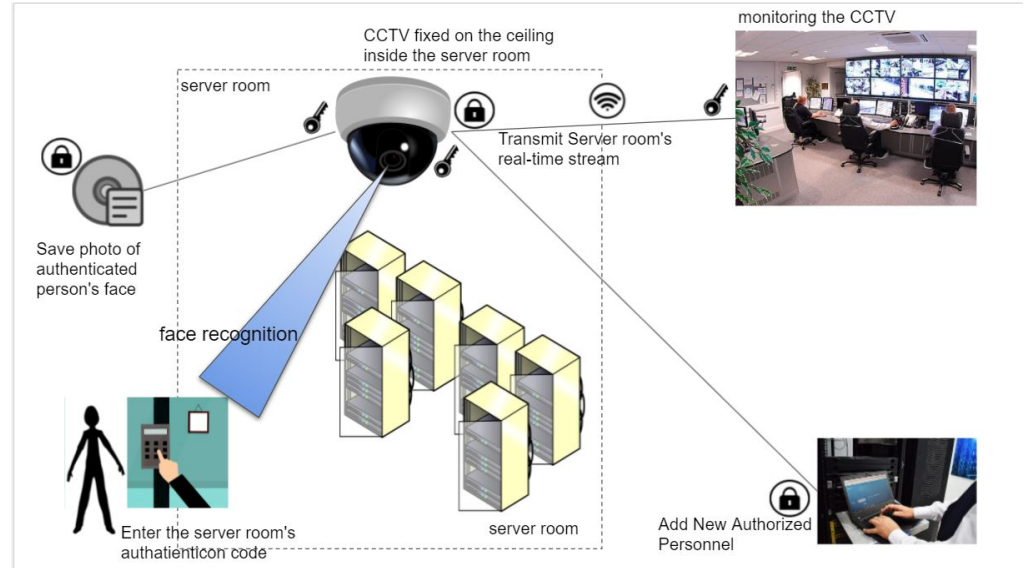 monitoring the CCTV
CCTV fixed on the ceiling
inside the server room
server room
Transmit Server room's
real-time stream
Save photo of
authenticated
person's face
face recognition
Enter the server room's
authatienticon code
server room
Add New Authorized
Personnel